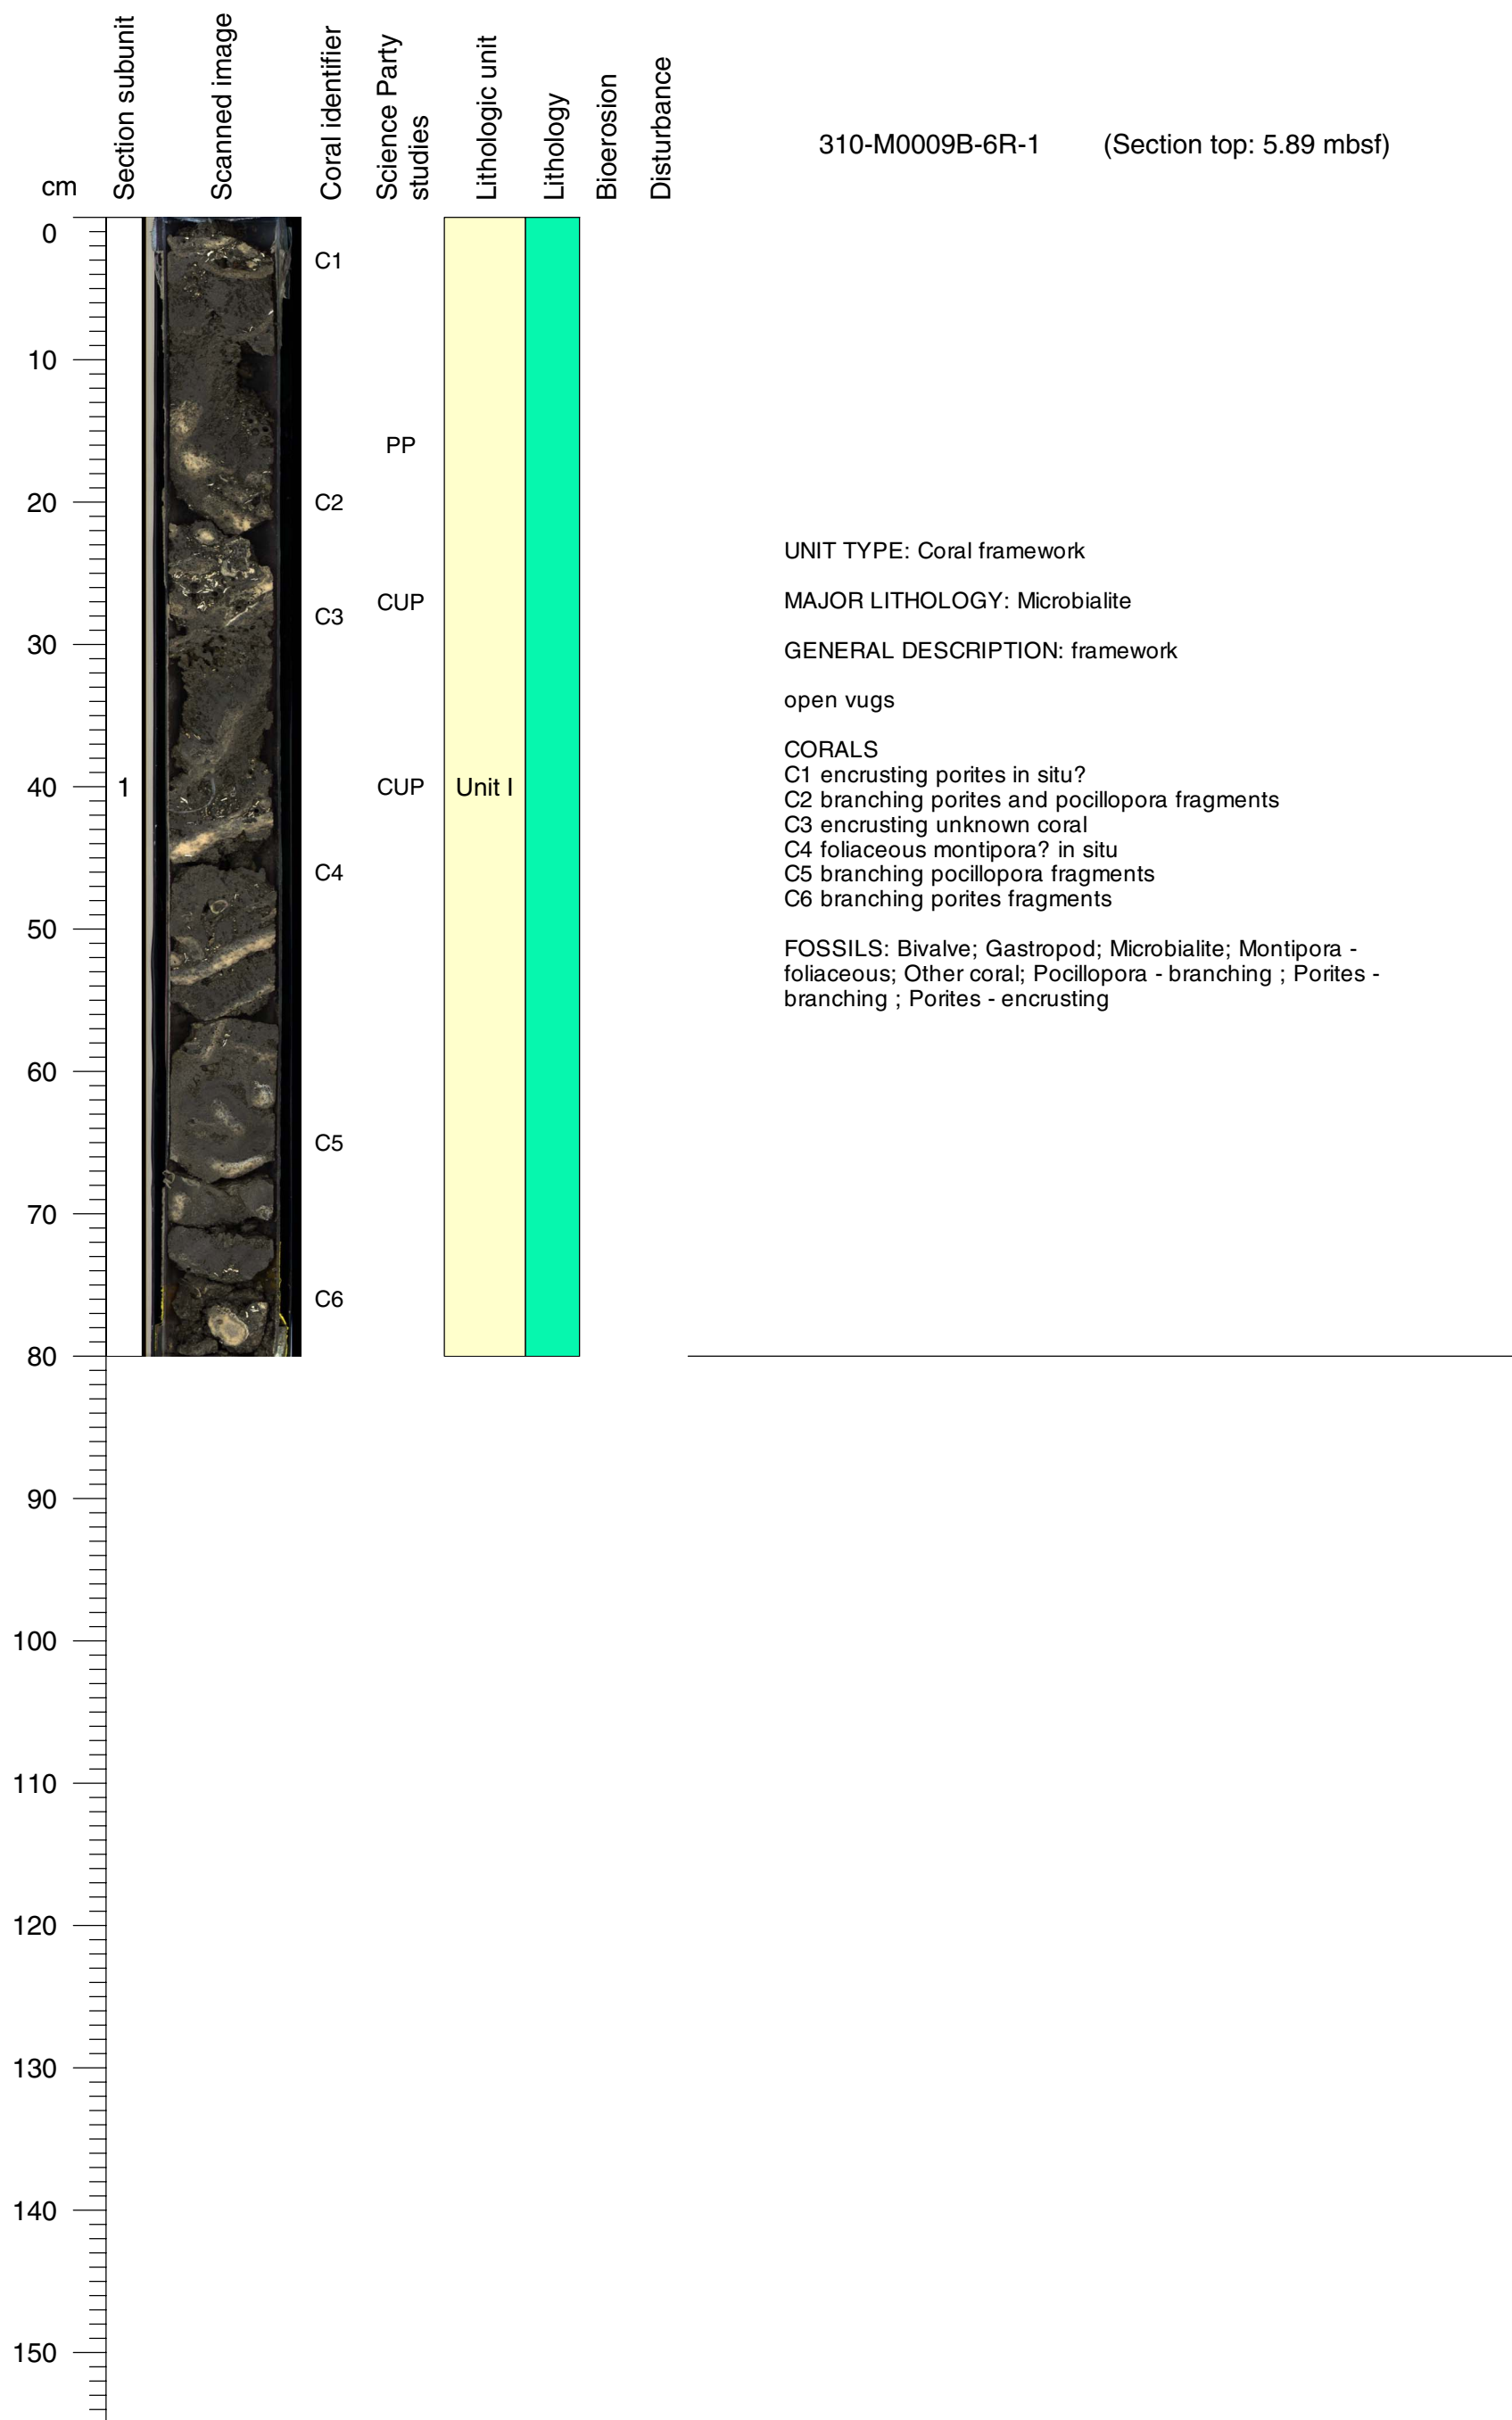 Section subunit
Scanned image
Coral identifier
Science Party
studies
Lithologic unit
Lithology
Bioerosion
Disturbance
310-M0009B-6R-1 (Section top: 5.89 mbsf)
cm
0
C1
10
PP
20
C2
UNIT TYPE: Coral framework
CUP
MAJOR LITHOLOGY: Microbialite
C3
30
GENERAL DESCRIPTION: framework
open vugs
CORALS
C1 encrusting porites in situ?
40
1
CUP
Unit I
C2 branching porites and pocillopora fragments
C3 encrusting unknown coral
C4 foliaceous montipora? in situ
C4
C5 branching pocillopora fragments
C6 branching porites fragments
50
FOSSILS: Bivalve; Gastropod; Microbialite; Montipora -
foliaceous; Other coral; Pocillopora - branching ; Porites -
branching ; Porites - encrusting
60
C5
70
C6
80
90
100
110
120
130
140
150